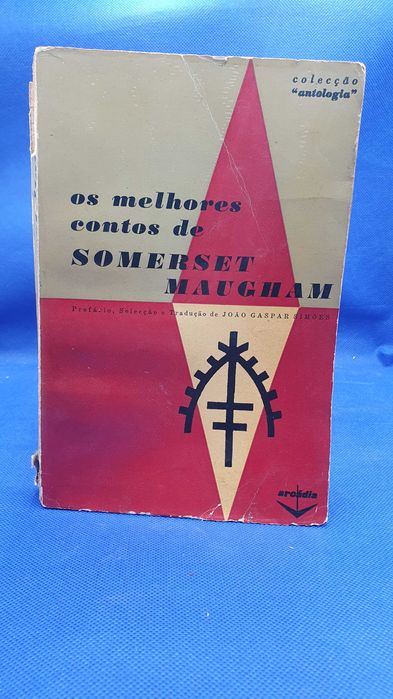 colecção
"antologia"
os melhores
contos de
SOMERSET
MAUGHAM
Prefácio, Selecção e Tradução de JOÃO GASPAR SIMÕES
arcádia